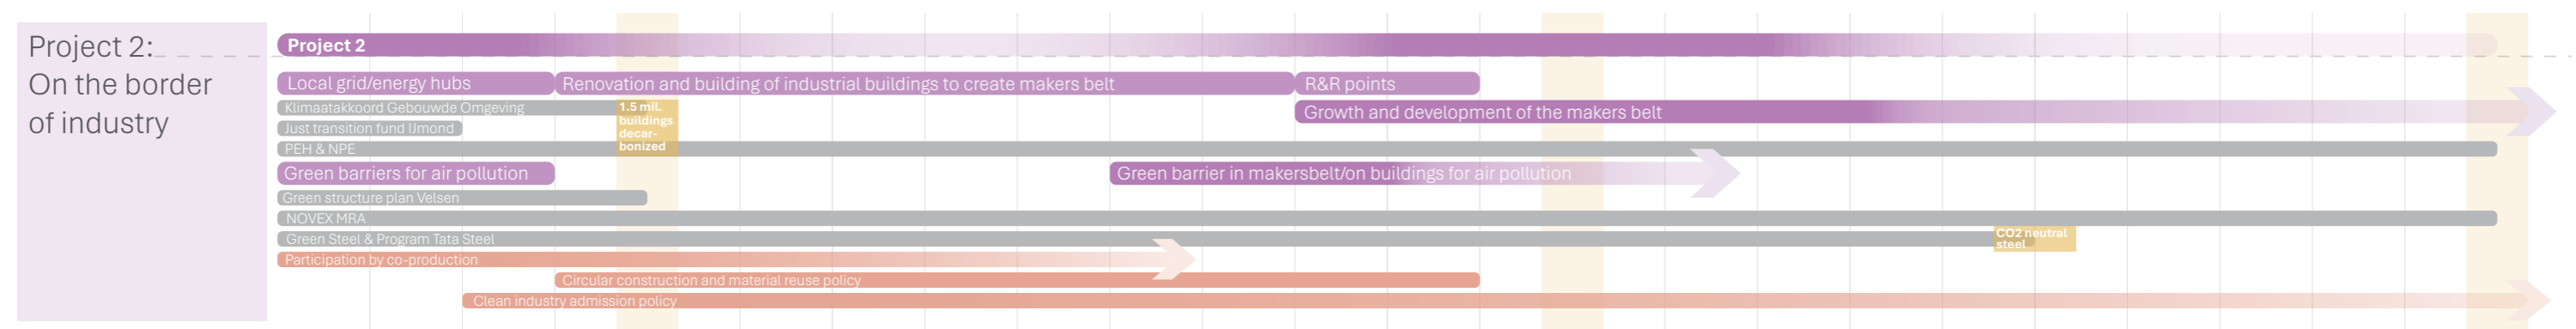 Project 2:
On the border
of industry
Project 2
Local grid/energy hubs
Renovation and building of industrial buildings to create makers belt
R&R points
Klimaatakkoord Gebouwde Omgeving
1.5 mil.
buildings
decar-
bonized
Growth and development of the makers belt
Just transition fund IJmond
PEH & NPE
Green barriers for air pollution
Green barrier in makersbelt/on buildings for air pollution
Green structure plan Velsen
NOVEX MRA
Green Steel & Program Tata Steel
CO2 neutral
steel
Participation by co-production
Circular construction and material reuse policy
Clean industry admission policy